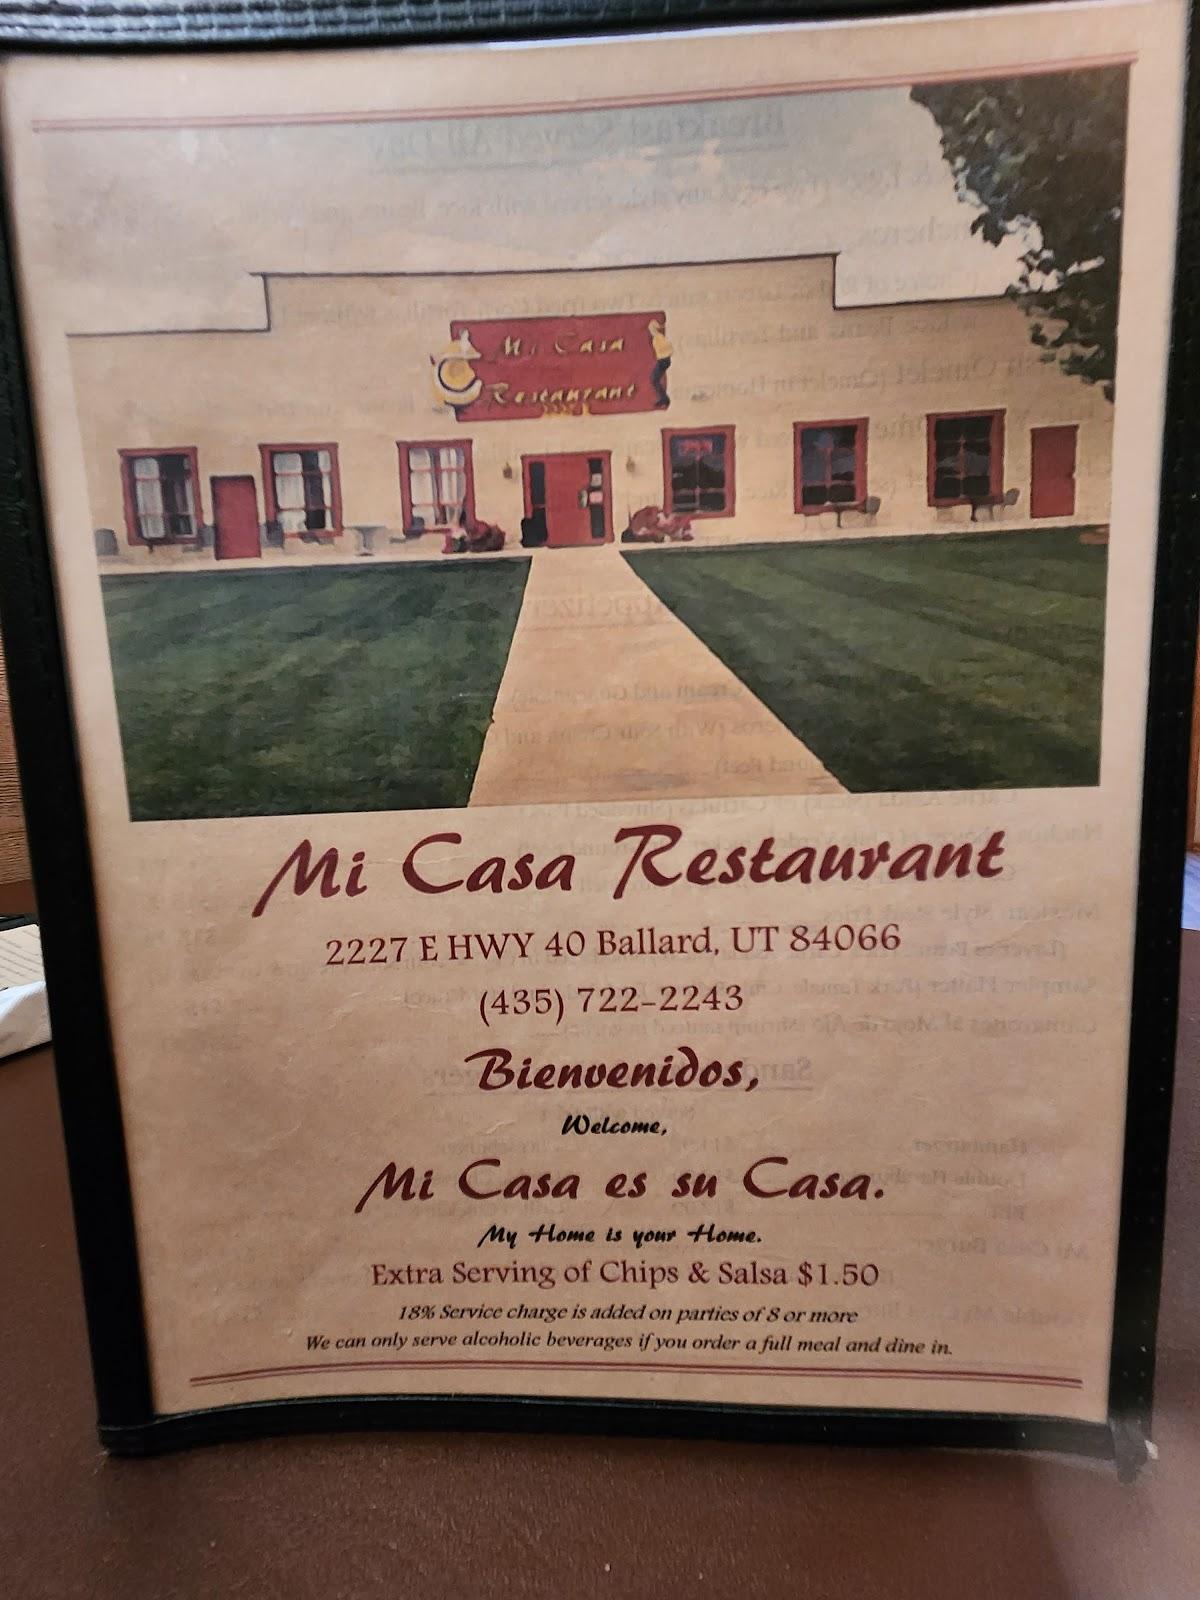 Mi Casa
Restaurant
Mi Casa Restaurant
2227 E HWY 40 Ballard, UT 84066
(435) 722-2243
Bienvenidos,
Welcome,
Mi Casa es su Casa.
My Home is your Home.
Extra Serving of Chips & Salsa $1.50
18% Service charge is added on parties of 8 or more
We can only serve alcoholic beverages if you order a full meal and dine in.